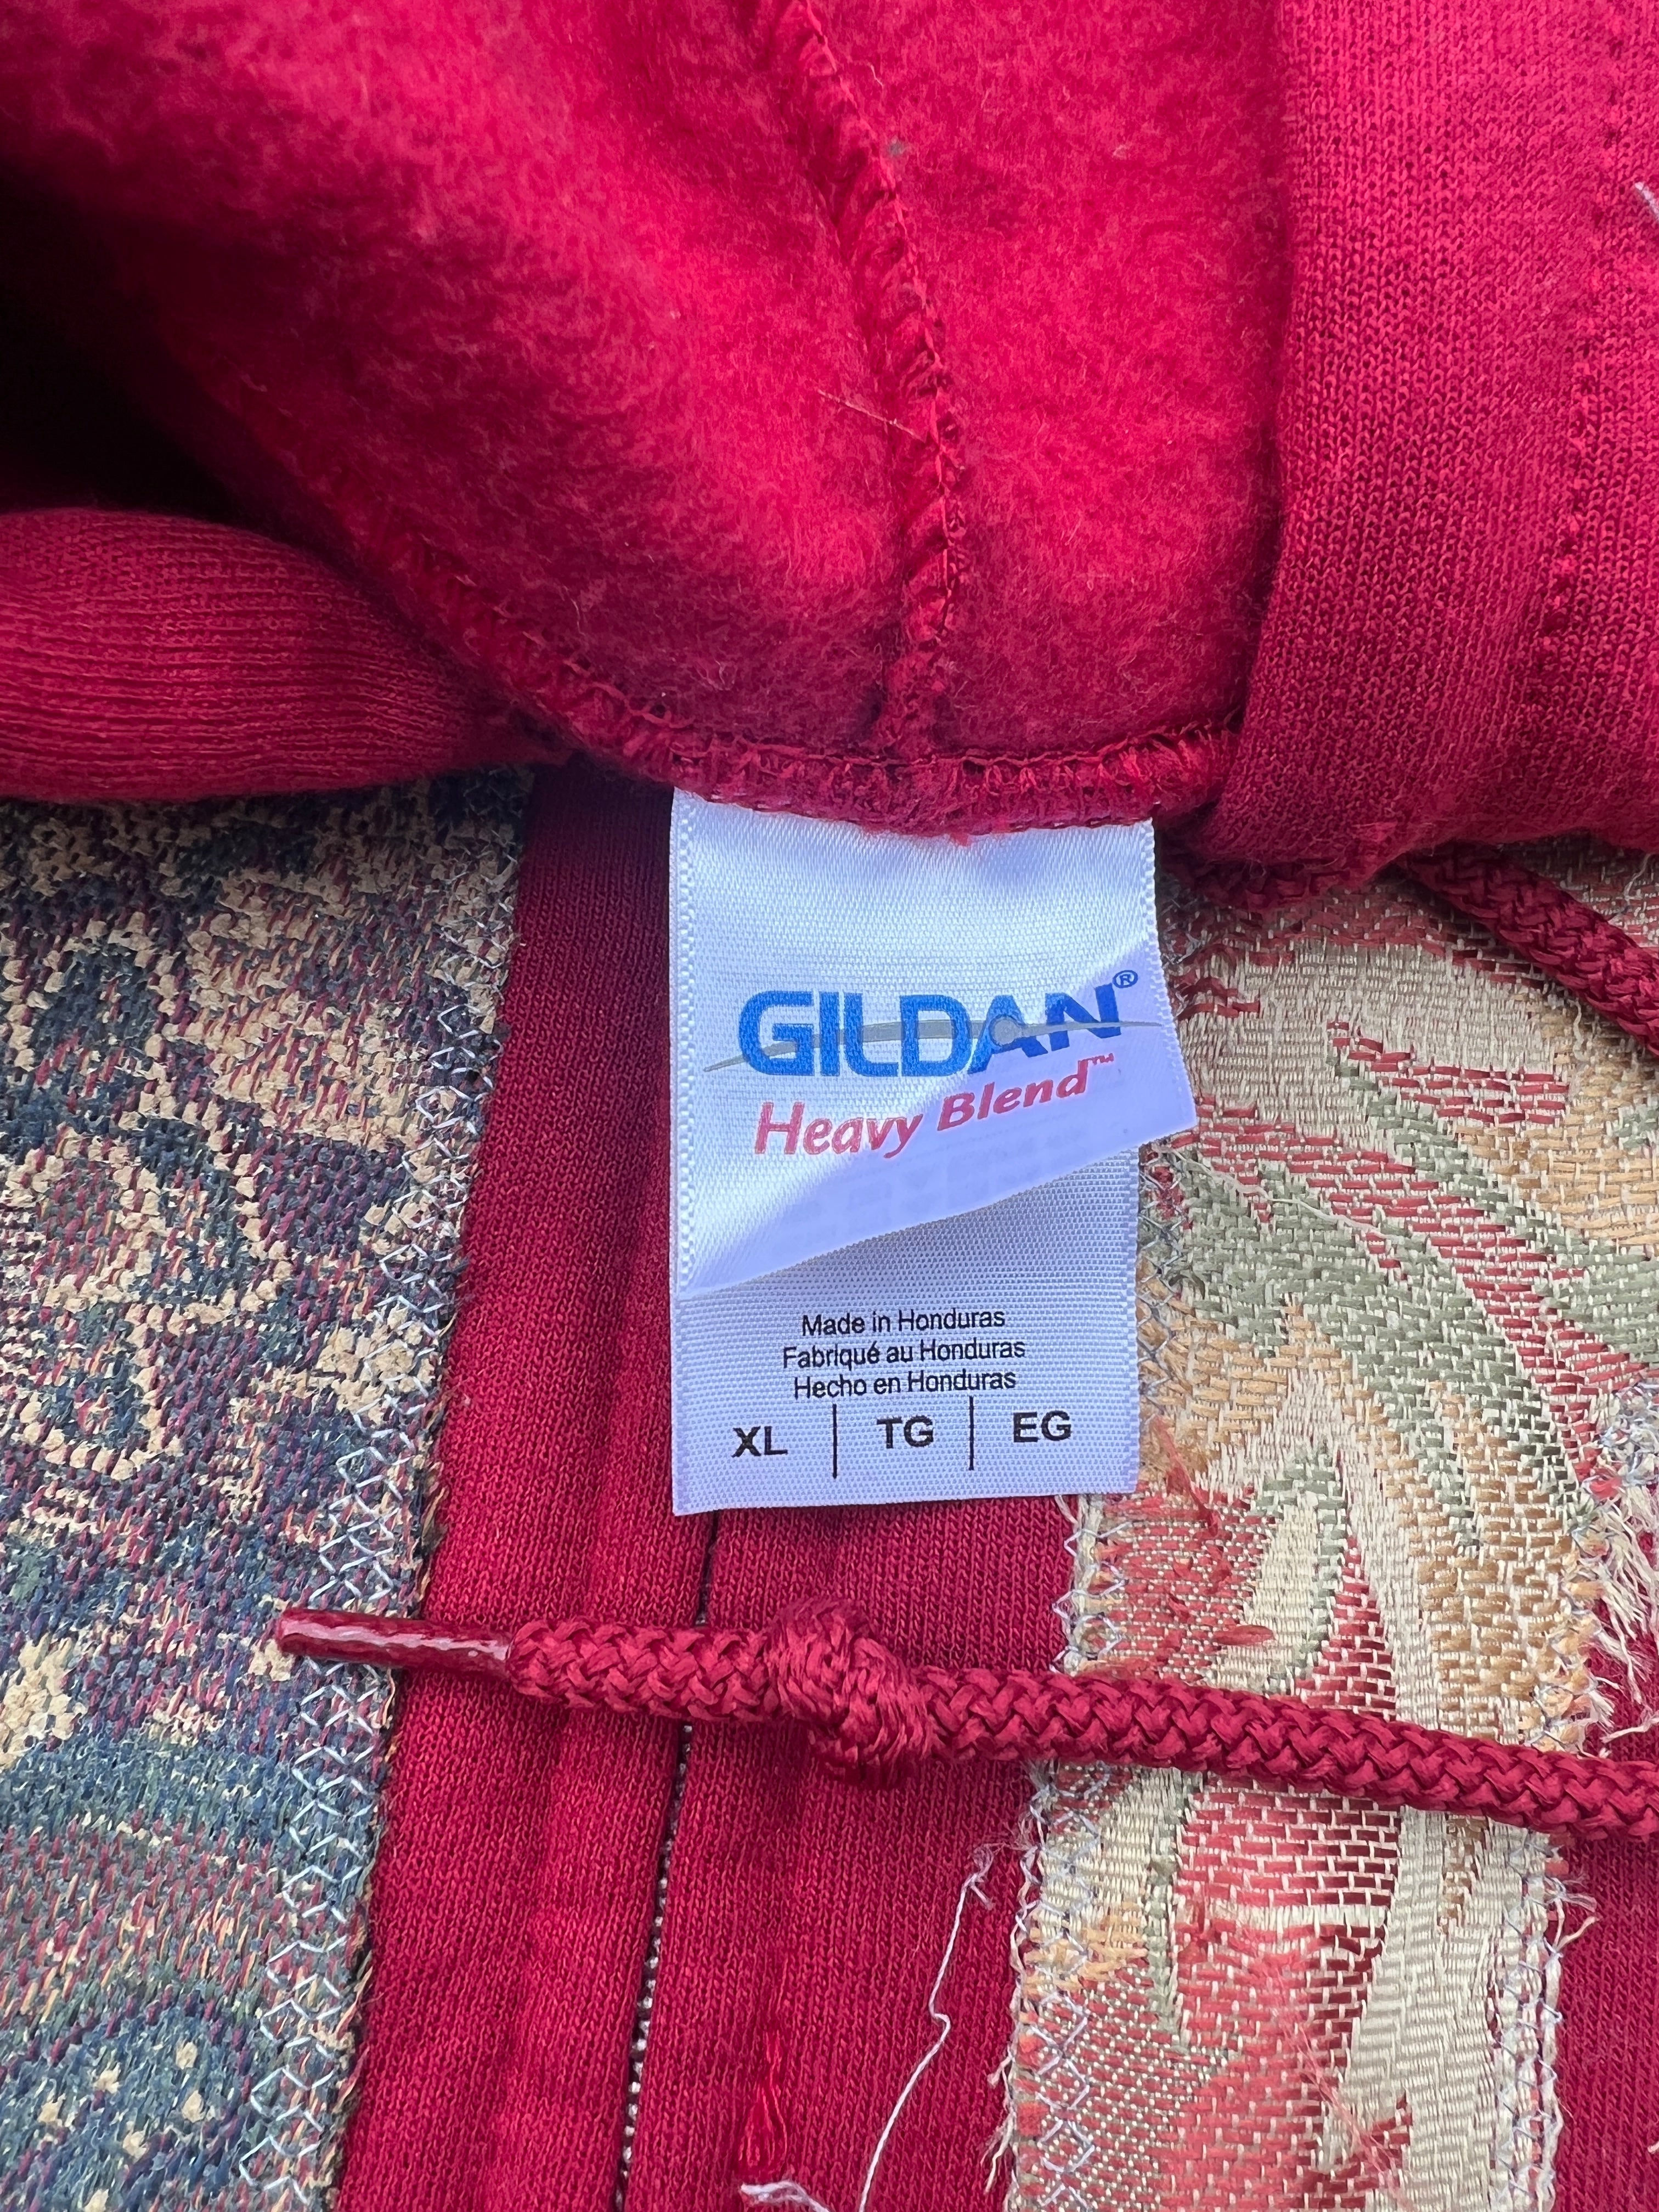 GILDAN®
Heavy Blend™
Made in Honduras
Fabriqué au Honduras
Hecho en Honduras
XL | TG | EG